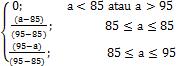 0; a < 85 atau a > 95
(a−85)/(95−85); 85 ≤ a ≤ 85
(95−a)/(95−85); 85 ≤ a ≤ 95